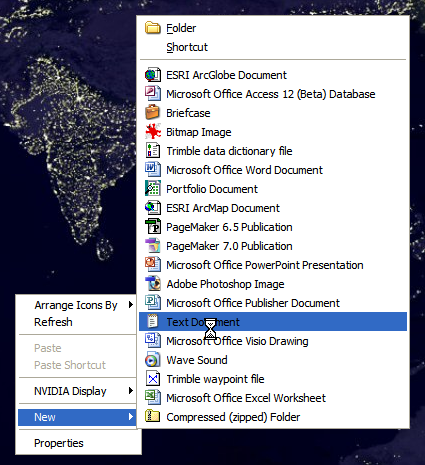 Folder
Shortcut
ESRI ArcGlobe Document
Microsoft Office Access 12 (Beta) Database
Briefcase
Bitmap Image
Trimble data dictionary file
Microsoft Office Word Document
Portfolio Document
ESRI ArcMap Document
PageMaker 6.5 Publication
PageMaker 7.0 Publication
Microsoft Office PowerPoint Presentation
Adobe Photoshop Image
Microsoft Office Publisher Document
Text Document
Microsoft Office Visio Drawing
Wave Sound
Trimble waypoint file
Microsoft Office Excel Worksheet
Compressed (zipped) Folder
Arrange Icons By
Refresh
Paste
Paste Shortcut
NVIDIA Display
New
Properties